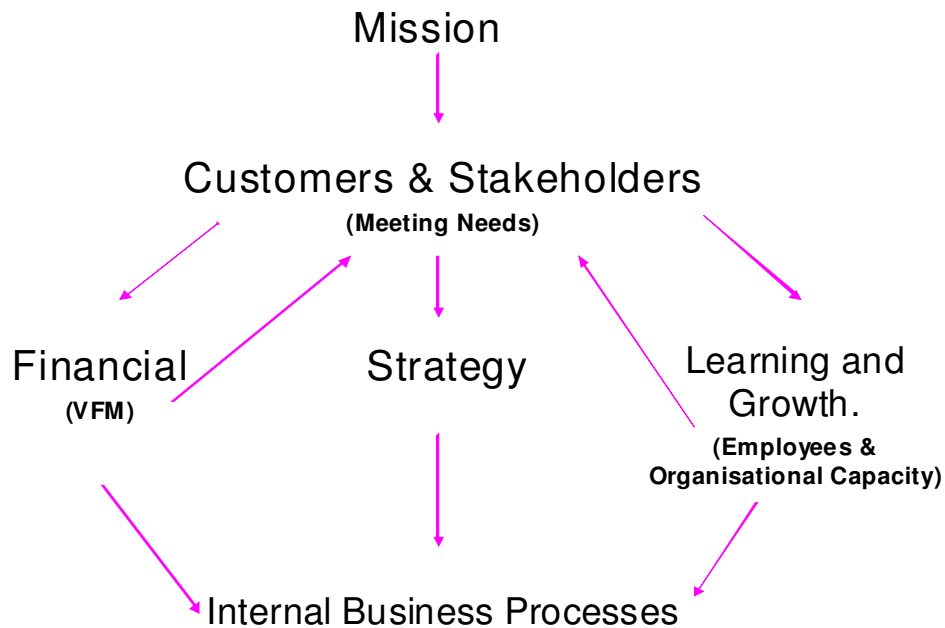 Mission
Customers & Stakeholders
(Meeting Needs)
Financial
(VFM)
Strategy
Learning and
Growth.
(Employees &
Organisational Capacity)
Internal Business Processes